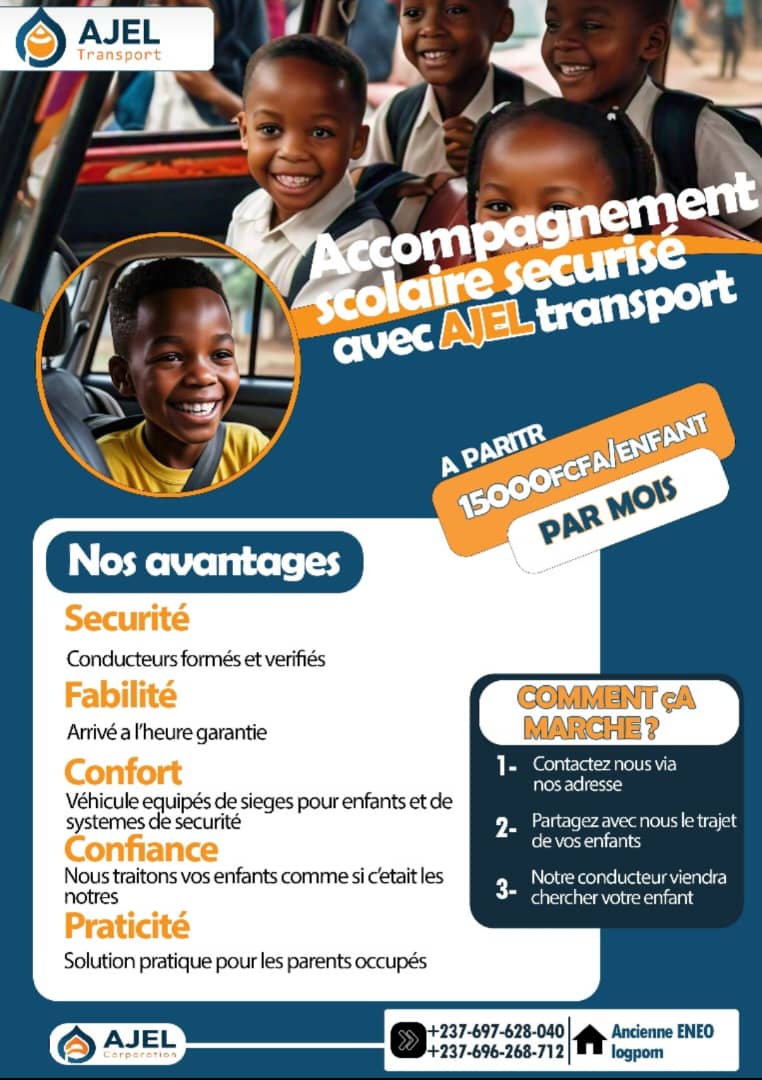 AJEL
Transport
Accompagnement
scolaire securisé
avec AJEL transport
A PARITR
15000FCFA/ENFANT
PAR MOIS
Nos avantages
Securité
Conducteurs formés et verifiés
Fabilité
Arrivé a l'heure garantie
Confort
Véhicule equipés de sieges pour enfants et de
systemes de securité
Confiance
Nous traitons vos enfants comme si c'etait les
notres
Praticité
Solution pratique pour les parents occupés
COMMENT çA
MARCHE ?
1- Contactez nous via
nos adresse
2- Partagez avec nous le trajet
de vos enfants
3- Notre conducteur viendra
chercher votre enfant
AJEL
Corporation
+237-697-628-040
+237-696-268-712
Ancienne ENEO
logpom